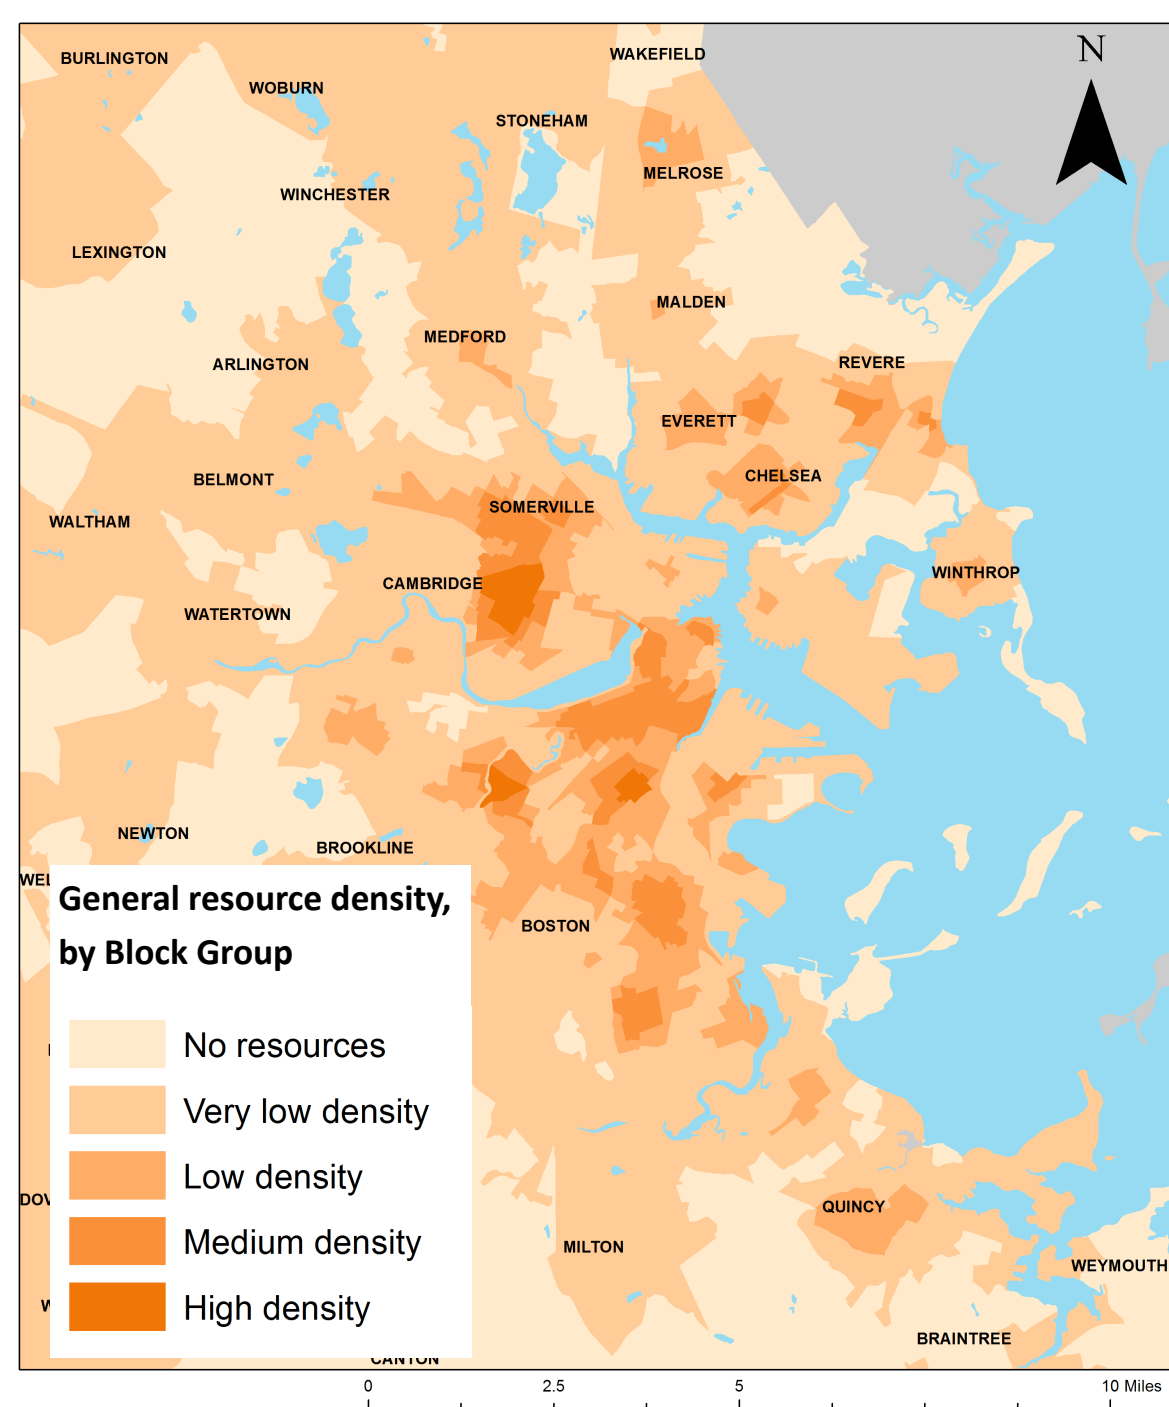 WAKEFIELD
N
BURLINGTON
WOBURN
STONEHAM
MELROSE
WINCHESTER
LEXINGTON
MALDEN
MEDFORD
ARLINGTON
REVERE
EVERETT
BELMONT
CHELSEA
SOMERVILLE
WALTHAM
WINTHROP
CAMBRIDGE
WATERTOWN
NEWTON
BROOKLINE
WEL
BOSTON
General resource density,
by Block Group
No resources
Very low density
Low density
Medium density
High density
DOV
QUINCY
MILTON
WEYMOUTH
W
BRAINTREE
CANTON
0 2.5 5 10 Miles